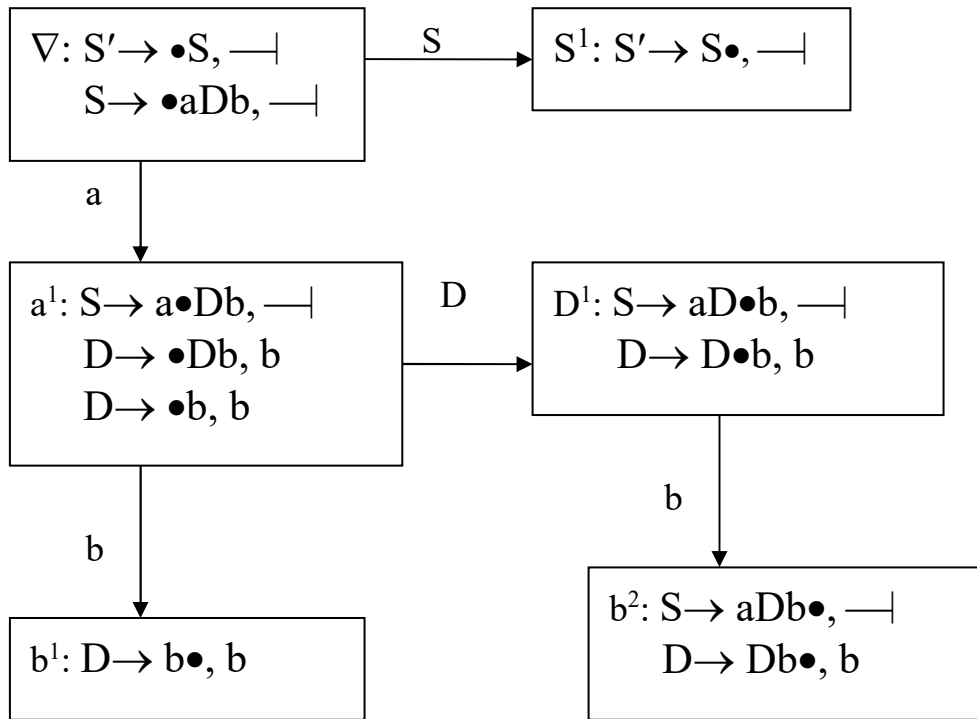 ∇: S′→ •S, ─┤
S→ •aDb, ─┤
S
S¹: S′→ S•, ─┤
a
a¹: S→ a•Db, ─┤
D→ •Db, b
D→ •b, b
D
D¹: S→ aD•b, ─┤
D→ D•b, b
b
b
b¹: D→ b•, b
b²: S→ aDb•, ─┤
D→ Db•, b